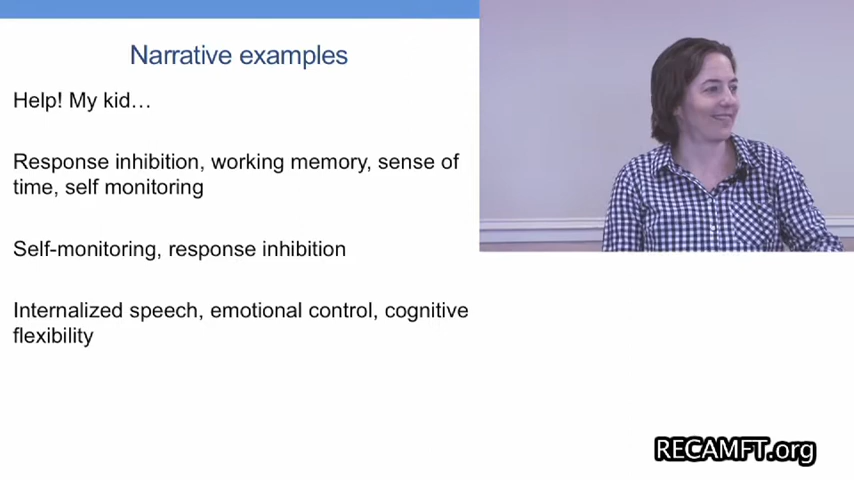 Narrative examples
Help! My kid…
Response inhibition, working memory, sense of
time, self monitoring
Self-monitoring, response inhibition
Internalized speech, emotional control, cognitive
flexibility
RECAMFT.org